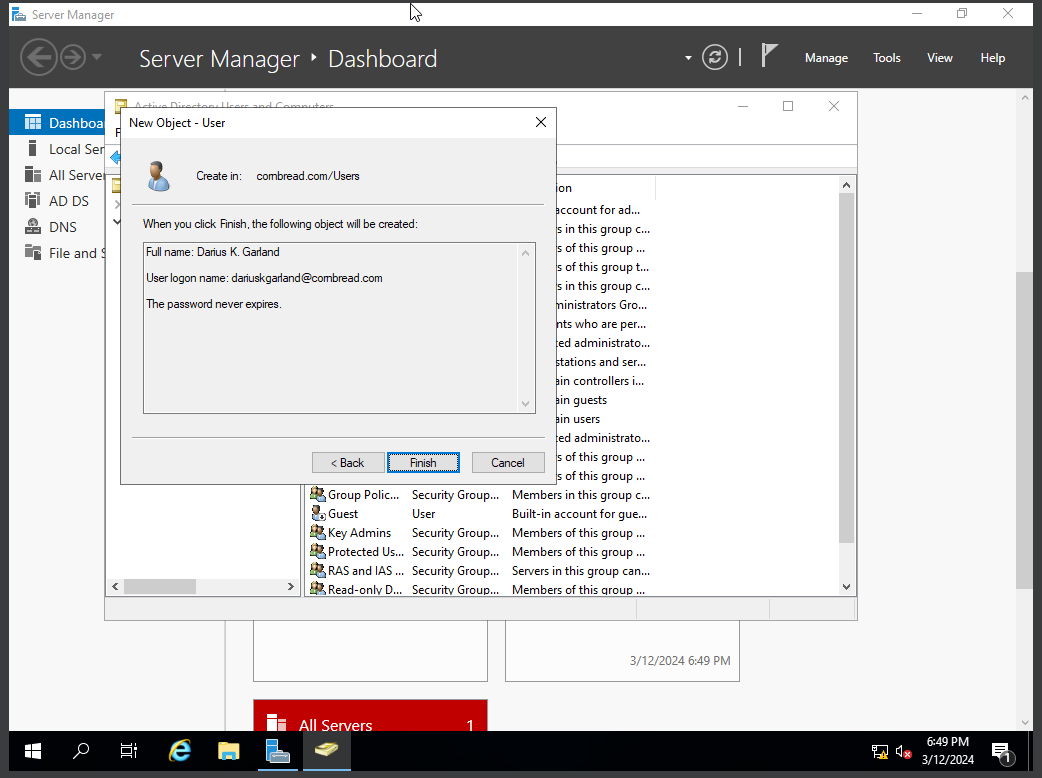 Server Manager
Server Manager • Dashboard
Manage Tools View Help
Active Directory Users and Computers
New Object - User
Create in: cornbread.com/Users
When you click Finish, the following object will be created:
Full name: Darius K. Garland
User logon name: dariuskgarland@cornbread.com
The password never expires.
< Back Finish Cancel
Dashboa
Local Ser
All Server
AD DS
DNS
File and S
ion
account for ad...
s in this group c...
s of this group ...
s of this group t...
s in this group c...
ministrators Gro...
nts who are per...
ted administrato...
stations and ser...
ain controllers i...
ain guests
ain users
ted administrato...
s of this group ...
s of this group ...
Group Polic... Security Group... Members in this group c...
Guest User Built-in account for gue...
Key Admins Security Group... Members of this group ...
Protected Us... Security Group... Members of this group ...
RAS and IAS ... Security Group... Servers in this group can...
Read-only D... Security Group... Members of this group ...
3/12/2024 6:49 PM
All Servers 1
6:49 PM
3/12/2024
1